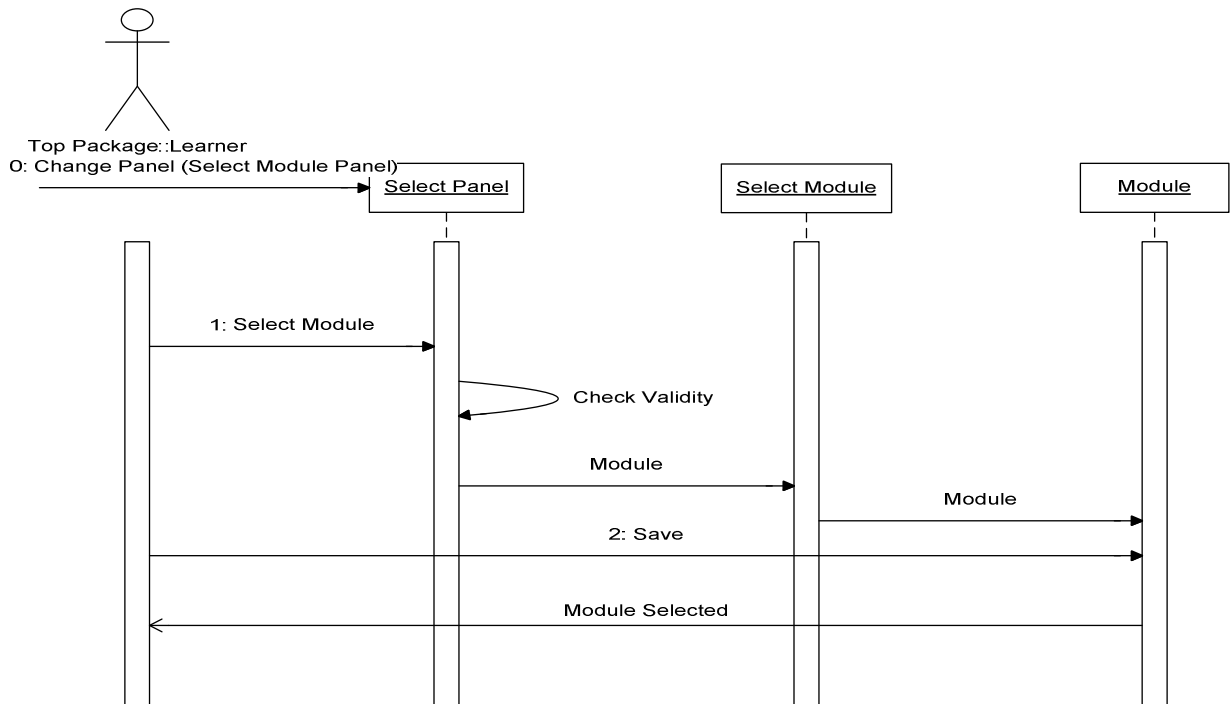 Top Package::Learner
0: Change Panel (Select Module Panel)
Select Panel
Select Module
Module
1: Select Module
Check Validity
Module
Module
2: Save
Module Selected